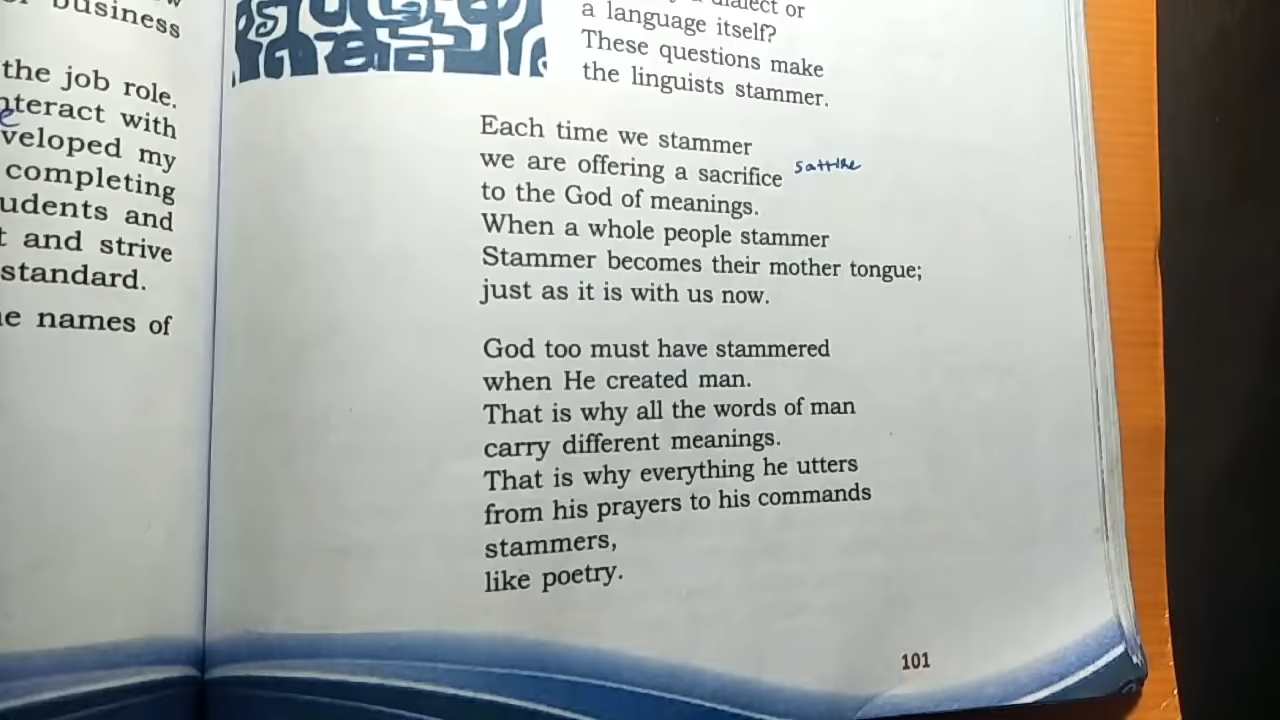 business
the job role.
nteract with
veloped my
completing
udents and
t and strive
standard.
e names of
dialect or
a language itself?
These questions make
the linguists stammer.
Each time we stammer
we are offering a sacrifice
to the God of meanings.
When a whole people stammer
Stammer becomes their mother tongue;
just as it is with us now.
God too must have stammered
when He created man.
That is why all the words of man
carry different meanings.
That is why everything he utters
from his prayers to his commands
stammers,
like poetry.
101